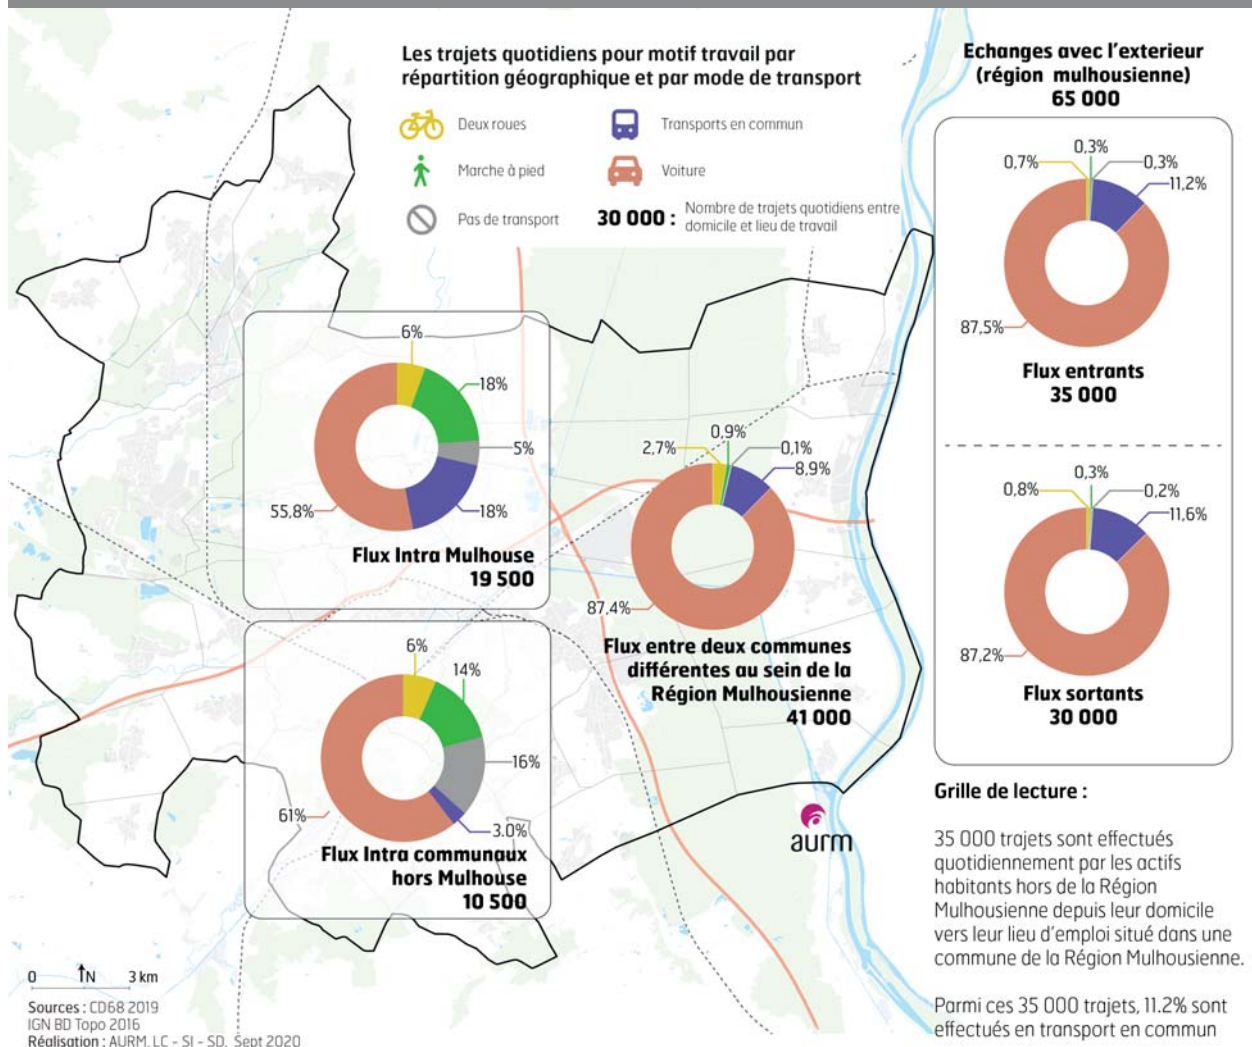 Les trajets quotidiens pour motif travail par
répartition géographique et par mode de transport
Deux roues
Transports en commun
Marche à pied
Voiture
Pas de transport
30 000 :
Nombre de trajets quotidiens entre
domicile et lieu de travail
Echanges avec l'exterieur
(région mulhousienne)
65 000
0,3%
0,7%
0,3%
11,2%
87,5%
Flux entrants
35 000
0,3%
0,8%
0,2%
11,6%
87,2%
Flux sortants
30 000
6%
18%
5%
18%
55,8%
Flux Intra Mulhouse
19 500
0,9%
2,7%
0,1%
8,9%
87,4%
Flux entre deux communes
différentes au sein de la
Région Mulhousienne
41 000
6%
14%
16%
3.0%
61%
Flux Intra communaux
hors Mulhouse
10 500
aurm
Grille de lecture :
35 000 trajets sont effectués
quotidiennement par les actifs
habitants hors de la Région
Mulhousienne depuis leur domicile
vers leur lieu d'emploi situé dans une
commune de la Région Mulhousienne.
Parmi ces 35 000 trajets, 11.2% sont
effectués en transport en commun
0 N 3 km
Sources : CD68 2019
IGN BD Topo 2016
Réalisation : AURM, LC - SI - SD, Sept 2020